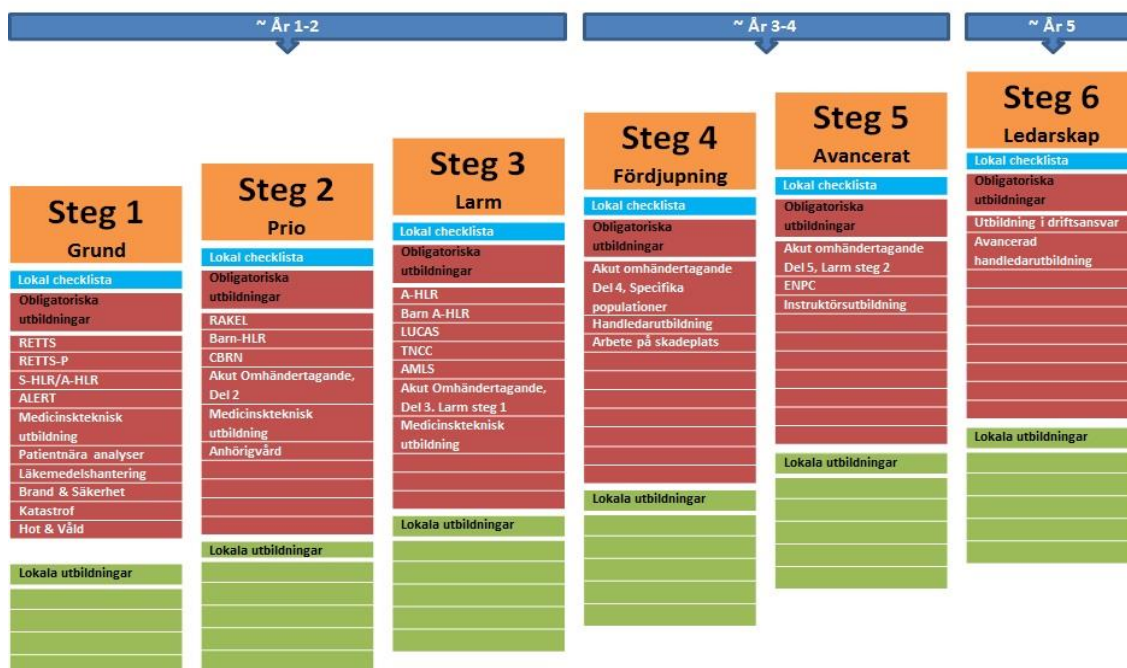 ~ År 1-2
~ År 3-4
~ År 5
Steg 1
Grund
Lokal checklista
Obligatoriska
utbildningar
RETTS
RETTS-P
S-HLR/A-HLR
ALERT
Medicinskteknisk
utbildning
Patientnära analyser
Läkemedelshantering
Brand & Säkerhet
Katastrof
Hot & Våld
Lokala utbildningar
Steg 2
Prio
Lokal checklista
Obligatoriska
utbildningar
RAKEL
Barn-HLR
CBRN
Akut Omhändertagande,
Del 2
Medicinskteknisk
utbildning
Anhörigvård
Lokala utbildningar
Steg 3
Larm
Lokal checklista
Obligatoriska
utbildningar
A-HLR
Barn A-HLR
LUCAS
TNCC
AMLS
Akut Omhändertagande,
Del 3. Larm steg 1
Medicinskteknisk
utbildning
Lokala utbildningar
Steg 4
Fördjupning
Lokal checklista
Obligatoriska
utbildningar
Akut omhändertagande
Del 4, Specifika
populationer
Handledarutbildning
Arbete på skadeplats
Lokala utbildningar
Steg 5
Avancerat
Lokal checklista
Obligatoriska
utbildningar
Akut omhändertagande
Del 5, Larm steg 2
ENPC
Instruktörsutbildning
Lokala utbildningar
Steg 6
Ledarskap
Lokal checklista
Obligatoriska
utbildningar
Utbildning i driftsansvar
Avancerad
handledarutbildning
Lokala utbildningar